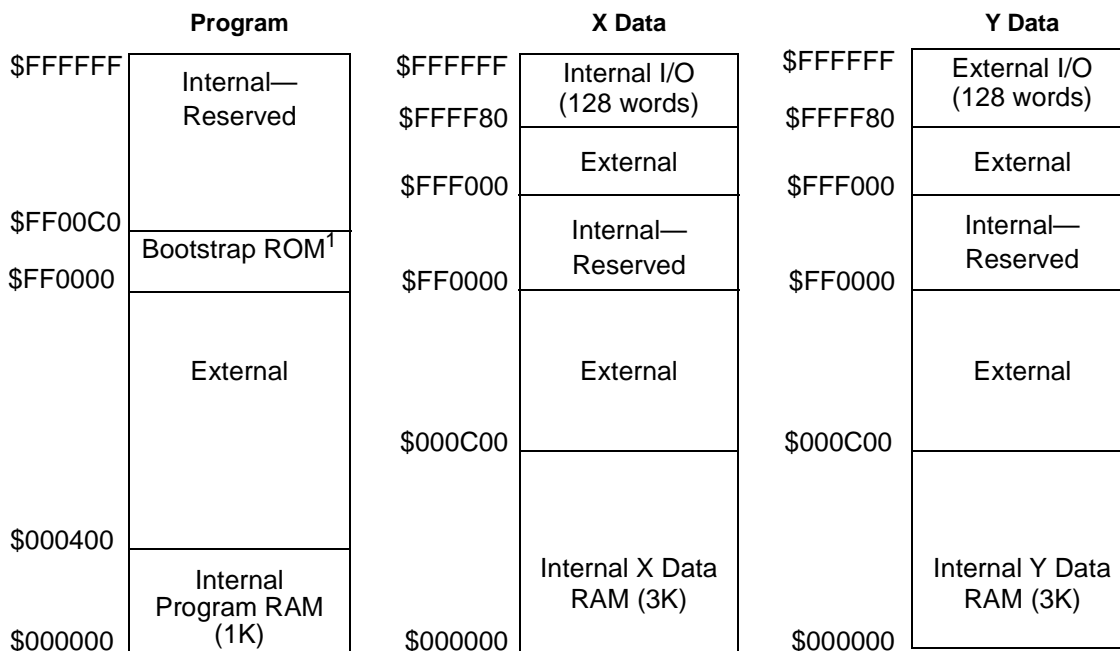 Program
$FFFFFF
Internal—
Reserved
$FF00C0
Bootstrap ROM1
$FF0000
External
$000400
Internal
Program RAM
(1K)
$000000
X Data
$FFFFFF
Internal I/O
(128 words)
$FFFF80
External
$FFF000
Internal—
Reserved
$FF0000
External
$000C00
Internal X Data
RAM (3K)
$000000
Y Data
$FFFFFF
External I/O
(128 words)
$FFFF80
External
$FFF000
Internal—
Reserved
$FF0000
External
$000C00
Internal Y Data
RAM (3K)
$000000